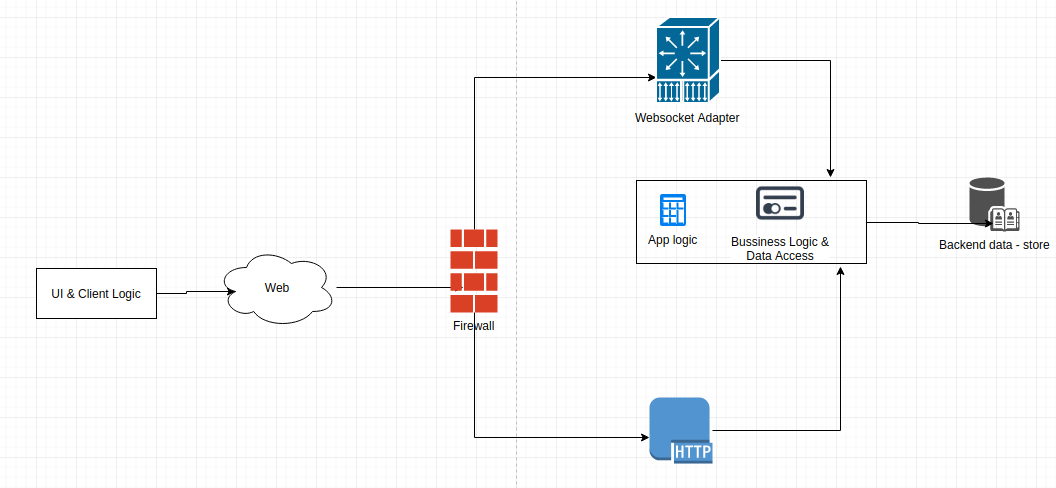 Websocket Adapter
App logic
Bussiness Logic &
Data Access
Backend data - store
UI & Client Logic
Web
Firewall
HTTP